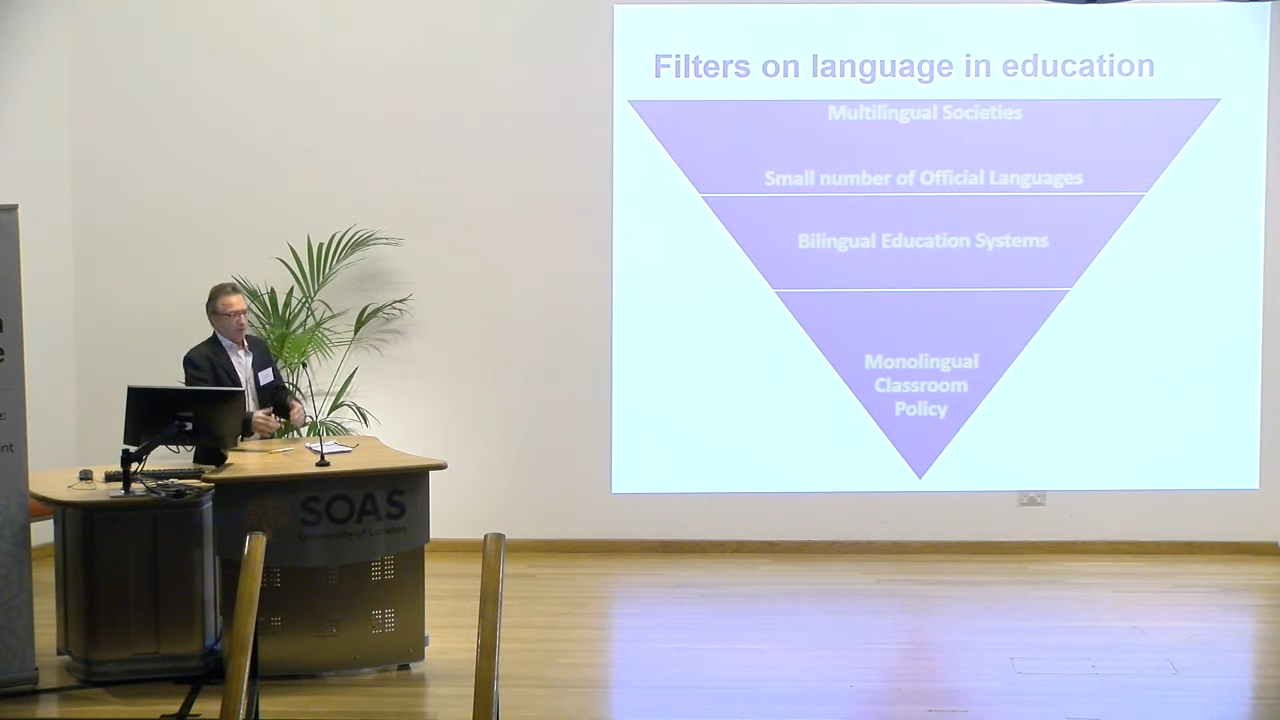 Filters on language in education
Multilingual Societies
Small number of Official Languages
Bilingual Education Systems
Monolingual
Classroom
Policy
SOAS
University of London